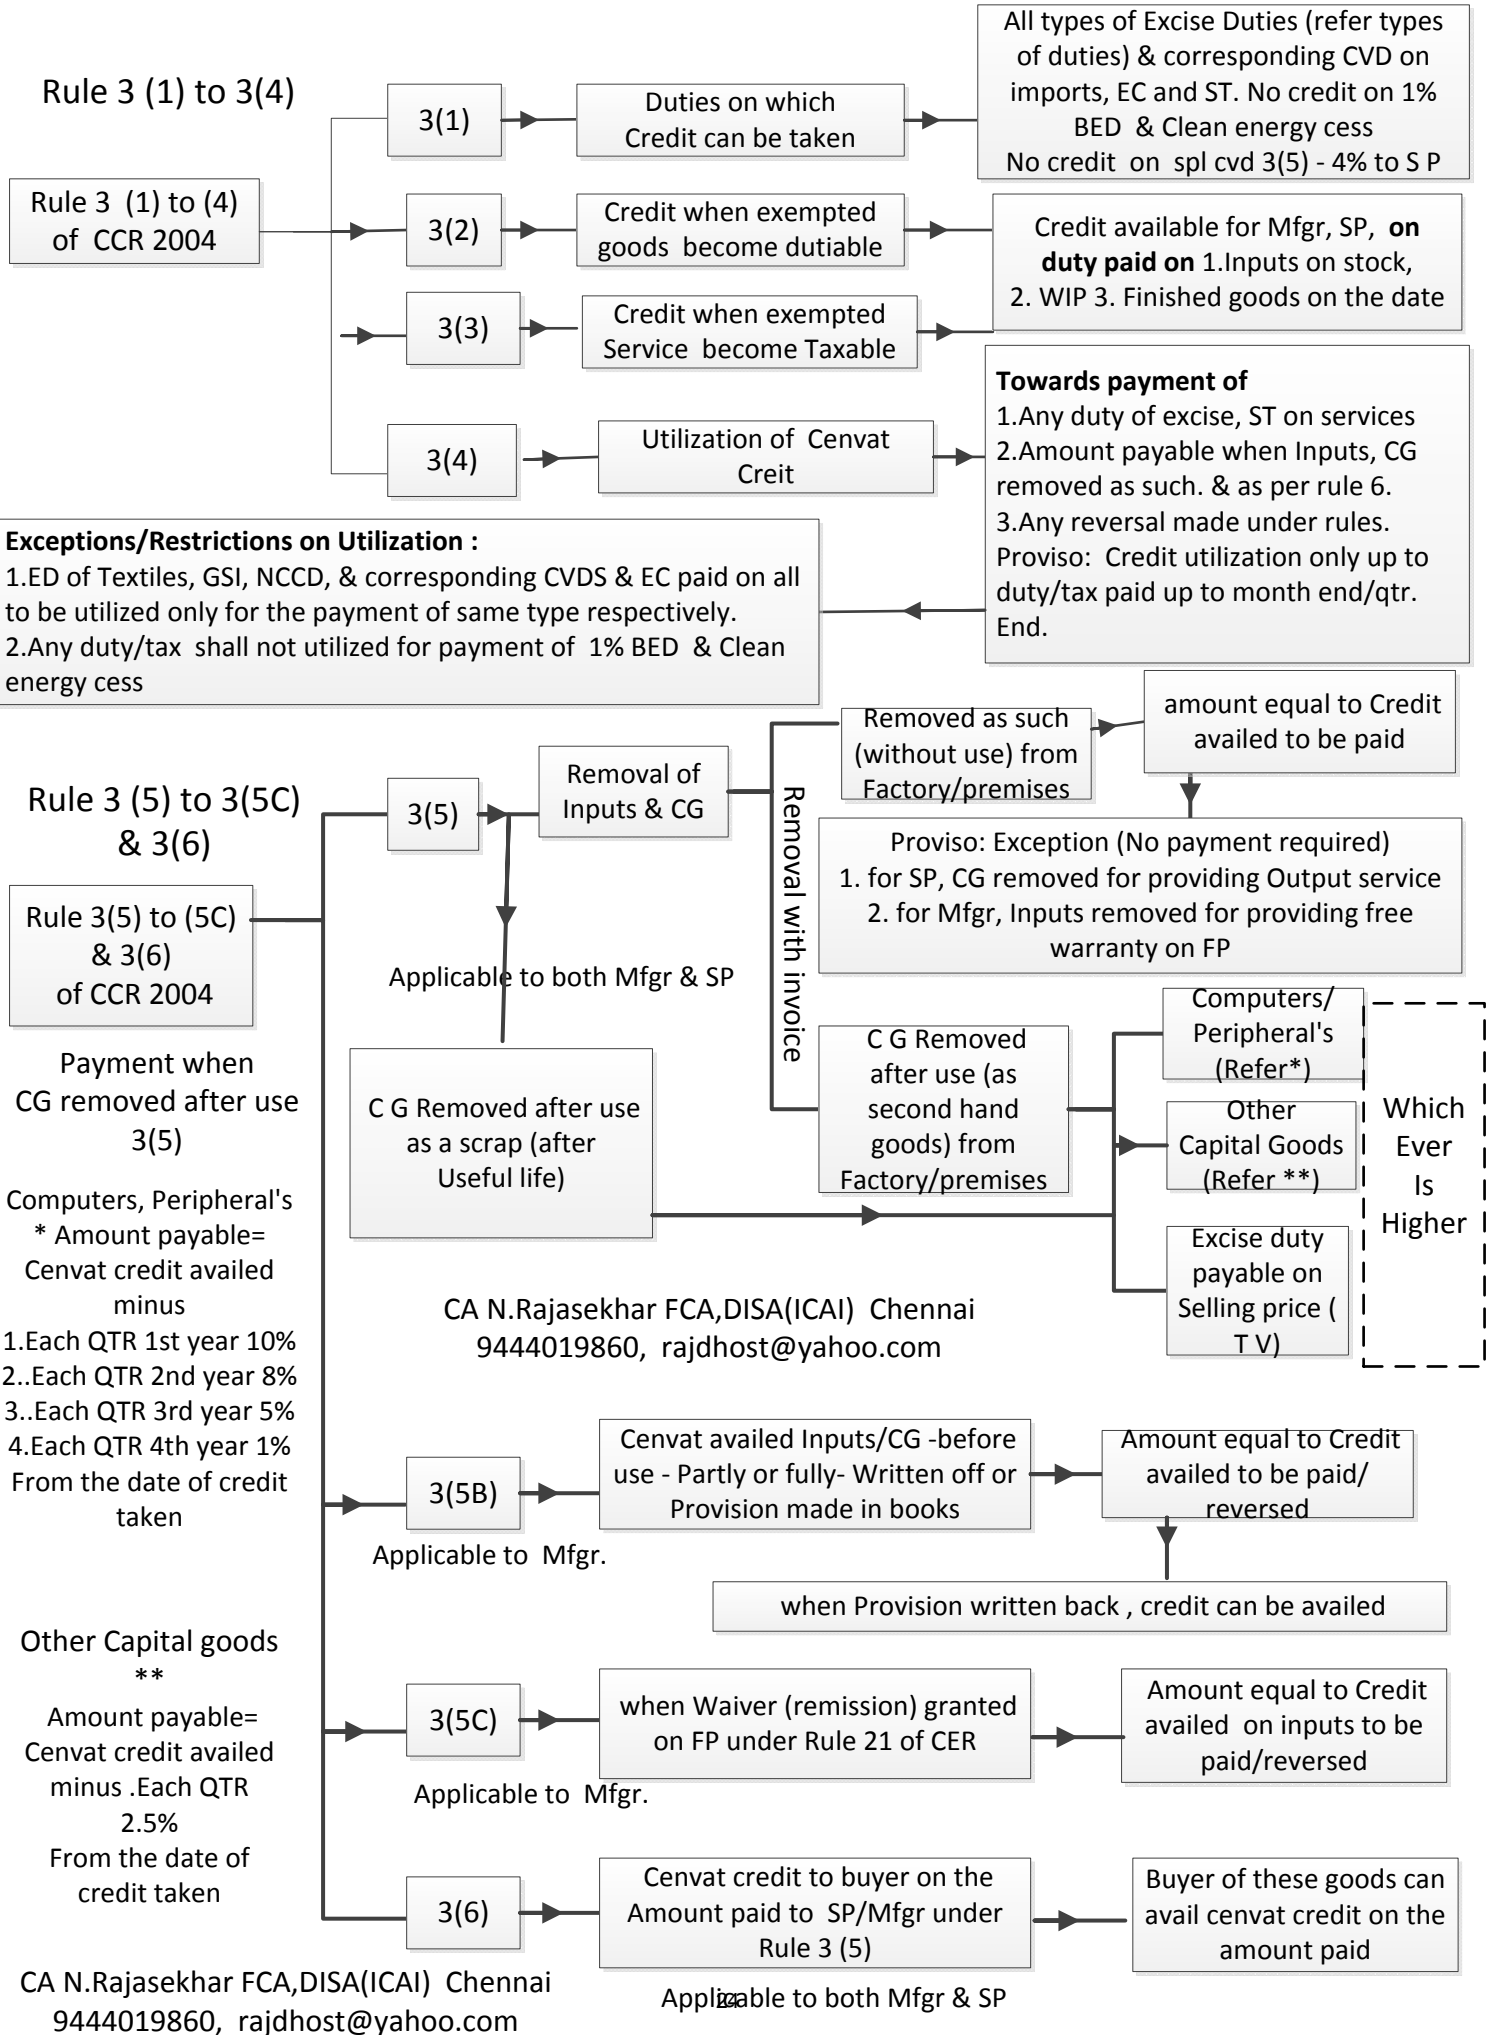 Rule 3 (1) to 3(4)
Rule 3  (1) to (4)
of  CCR 2004
3(1)
Duties on which
Credit can be taken
All types of Excise Duties (refer types
of duties) & corresponding CVD on
imports, EC and ST. No credit on 1%
BED  & Clean energy cess
No credit  on  spl cvd 3(5) - 4% to S P
3(2)
Credit when exempted
goods  become dutiable
Credit available for Mfgr, SP,  on
duty paid on 1.Inputs on stock,
2. WIP 3. Finished goods on the date
3(3)
Credit when exempted
Service  become Taxable
3(4)
Utilization of  Cenvat
Creit
Towards payment of
1.Any duty of excise, ST on services
2.Amount payable when Inputs, CG
removed as such. & as per rule 6.
3.Any reversal made under rules.
Proviso:  Credit utilization only up to
duty/tax paid up to month end/qtr.
End.
Exceptions/Restrictions on Utilization :
1.ED of Textiles, GSI, NCCD, & corresponding CVDS & EC paid on all
to be utilized only for the payment of same type respectively.
2.Any duty/tax  shall not utilized for payment of  1% BED  & Clean
energy cess
Rule 3 (5) to 3(5C)
& 3(6)
Rule 3(5) to (5C)
& 3(6)
of CCR 2004
3(5)
Removal of
Inputs & CG
Removal with invoice
Removed as such
(without use) from
Factory/premises
amount equal to Credit
availed to be paid
Proviso: Exception (No payment required)
1. for SP, CG removed for providing Output service
2. for Mfgr, Inputs removed for providing free
warranty on FP
Applicable to both Mfgr & SP
C G Removed after use
as a scrap (after
Useful life)
C G Removed
after use (as
second hand
goods) from
Factory/premises
Computers/
Peripheral's
(Refer*)
Other
Capital Goods
(Refer **)
Excise duty
payable on
Selling price (
T V)
Which
Ever
Is
Higher
Payment when
CG removed after use
3(5)
Computers, Peripheral's
* Amount payable=
Cenvat credit availed
minus
1.Each QTR 1st year 10%
2..Each QTR 2nd year 8%
3..Each QTR 3rd year 5%
4.Each QTR 4th year 1%
From the date of credit
taken
CA N.Rajasekhar FCA,DISA(ICAI)  Chennai
9444019860,  rajdhost@yahoo.com
3(5B)
Cenvat availed Inputs/CG -before
use - Partly or fully- Written off or
Provision made in books
Amount equal to Credit
availed to be paid/
reversed
Applicable to  Mfgr.
when Provision written back , credit can be availed
Other Capital goods
**
Amount payable=
Cenvat credit availed
minus .Each QTR
2.5%
From the date of
credit taken
3(5C)
when Waiver (remission) granted
on FP under Rule 21 of CER
Amount equal to Credit
availed  on inputs to be
paid/reversed
Applicable to  Mfgr.
3(6)
Cenvat credit to buyer on the
Amount paid to  SP/Mfgr under
Rule 3 (5)
Buyer of these goods can
avail cenvat credit on the
amount paid
Applicable to both Mfgr & SP
24
CA N.Rajasekhar FCA,DISA(ICAI)  Chennai
9444019860,  rajdhost@yahoo.com